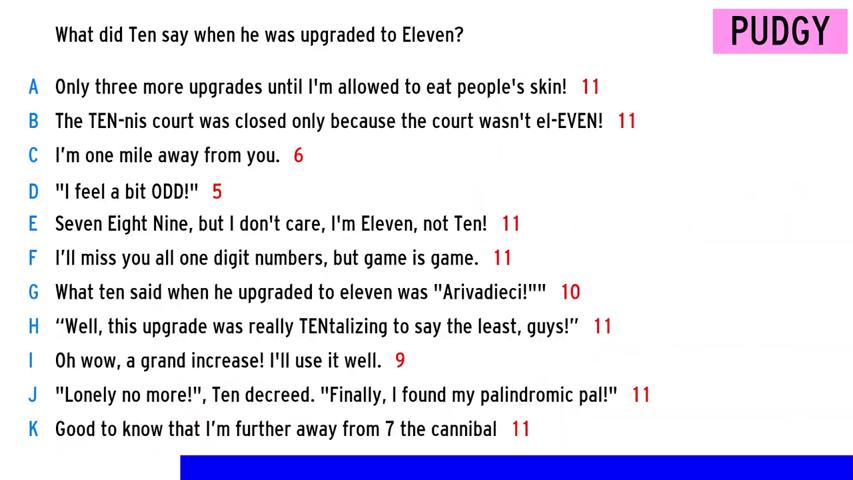 PUDGY
What did Ten say when he was upgraded to Eleven?
A Only three more upgrades until I'm allowed to eat people's skin! 11
B The TEN-nis court was closed only because the court wasn't el-EVEN! 11
C I'm one mile away from you. 6
D "I feel a bit ODD!" 5
E Seven Eight Nine, but I don't care, I'm Eleven, not Ten! 11
F I'll miss you all one digit numbers, but game is game. 11
G What ten said when he upgraded to eleven was "Arivadieci!"" 10
H “Well, this upgrade was really TENtalizing to say the least, guys!” 11
I Oh wow, a grand increase! I'll use it well. 9
J "Lonely no more!", Ten decreed. "Finally, I found my palindromic pal!" 11
K Good to know that I’m further away from 7 the cannibal 11